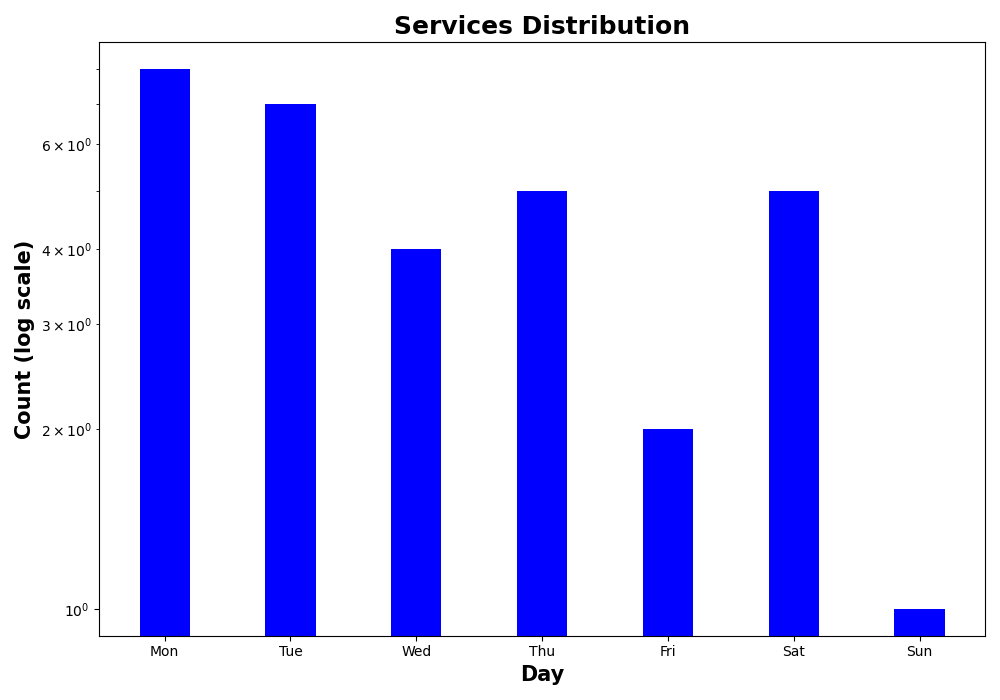 Services Distribution
Count (log scale)
6 × 10⁰
4 × 10⁰
3 × 10⁰
2 × 10⁰
10⁰
Mon Tue Wed Thu Fri Sat Sun
Day